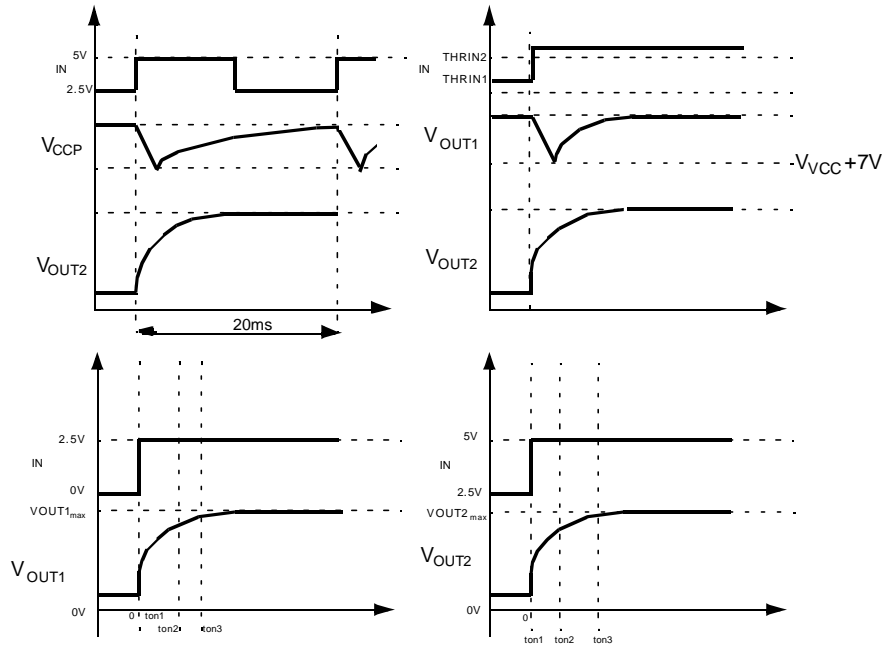 5V
IN
2.5V
VCCP
VOUT2
20ms
THRIN2
IN
THRIN1
VOUT1
VVCC+7V
VOUT2
2.5V
IN
0V
VOUT1max
VOUT1
0V
0 ton1
ton2 ton3
5V
IN
2.5V
VOUT2max
VOUT2
0V
0
ton1 ton2 ton3